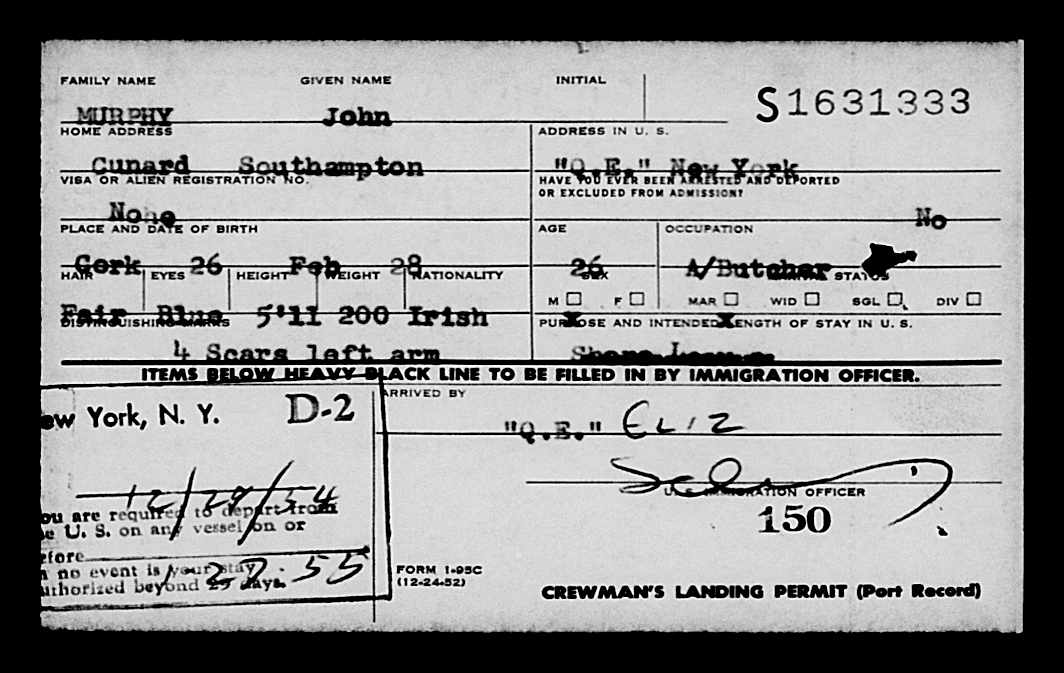 FAMILY NAME GIVEN NAME INITIAL
S1631333
MURPHY John
HOME ADDRESS ADDRESS IN U. S.
Cunard Southampton "Q.E." New York
VISA OR ALIEN REGISTRATION NO. HAVE YOU EVER BEEN ARRESTED AND DEPORTED
OR EXCLUDED FROM ADMISSION?
None No
PLACE AND DATE OF BIRTH AGE OCCUPATION
Cork 26 Feb 28 26 A/Butcher
HAIR EYES HEIGHT WEIGHT NATIONALITY SEX STATUS
M F MAR WID SGL DIV
Fair Blue 5'11 200 Irish X X
DISTINGUISHING MARKS PURPOSE AND INTENDED LENGTH OF STAY IN U. S.
4 Scars left arm Shore Leave
ITEMS BELOW HEAVY BLACK LINE TO BE FILLED IN BY IMMIGRATION OFFICER.
ew York, N. Y. D-2
ARRIVED BY
"Q.E." ELIZ
12/29/54
U.S. IMMIGRATION OFFICER
150
ou are required to depart from
e U. S. on any vessel on or
efore
1/27/55
n no event is your stay
uthorized beyond 29 days.
FORM I-95C
(12-24-52)
CREWMAN'S LANDING PERMIT (Port Record)